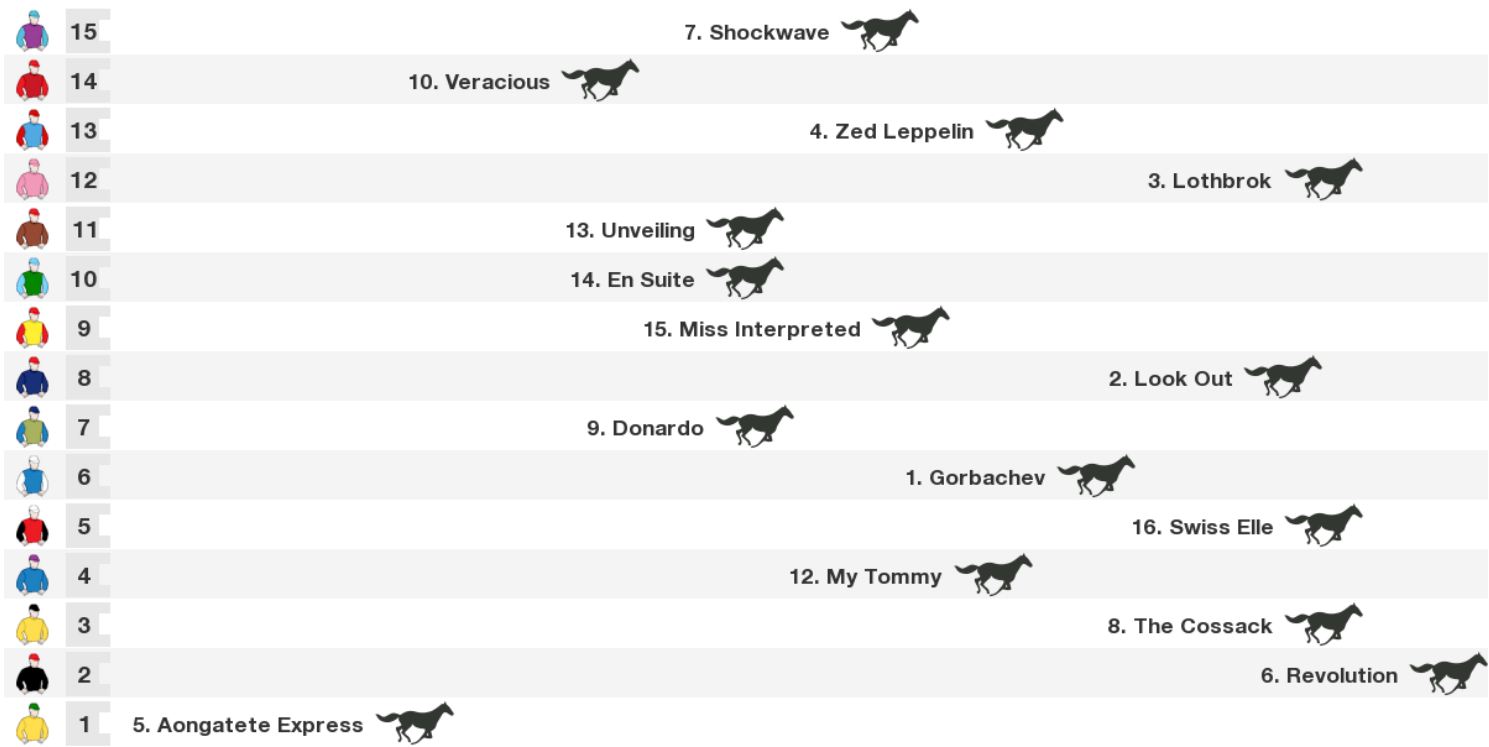 15 7. Shockwave
14 10. Veracious
13 4. Zed Leppelin
12 3. Lothbrok
11 13. Unveiling
10 14. En Suite
9 15. Miss Interpreted
8 2. Look Out
7 9. Donardo
6 1. Gorbachev
5 16. Swiss Elle
4 12. My Tommy
3 8. The Cossack
2 6. Revolution
1 5. Aongatete Express